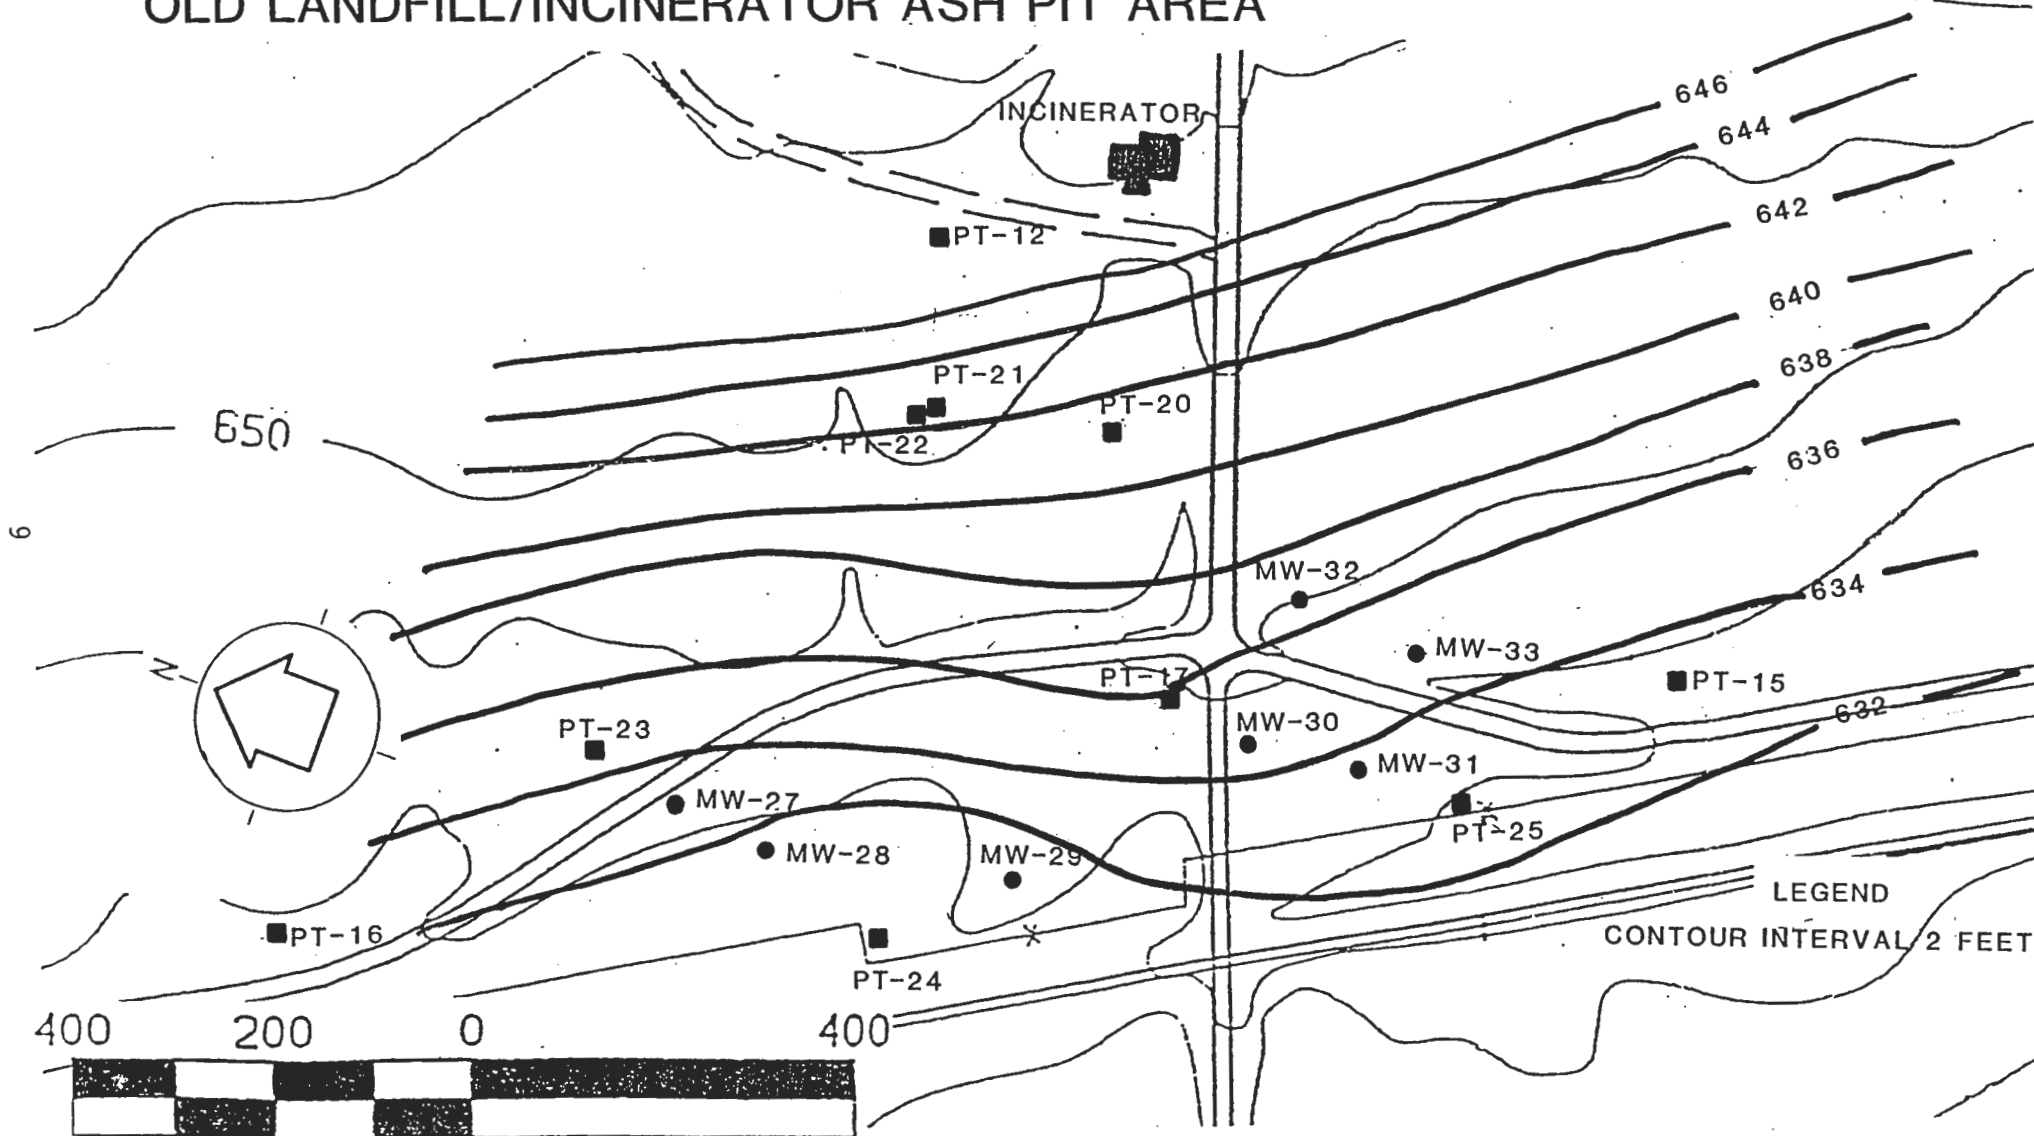 OLD LANDFILL/INCINERATOR ASH PIT AREA
646
INCINERATOR
644
642
PT-12
640
638
PT-21
PT-20
650
PT-22
636
6
MW-32
634
MW-33
N
PT-17
PT-15
632
PT-23
MW-30
MW-31
MW-27
PT-25
MW-28
MW-29
LEGEND
PT-16
CONTOUR INTERVAL 2 FEET
PT-24
400 200 0 400